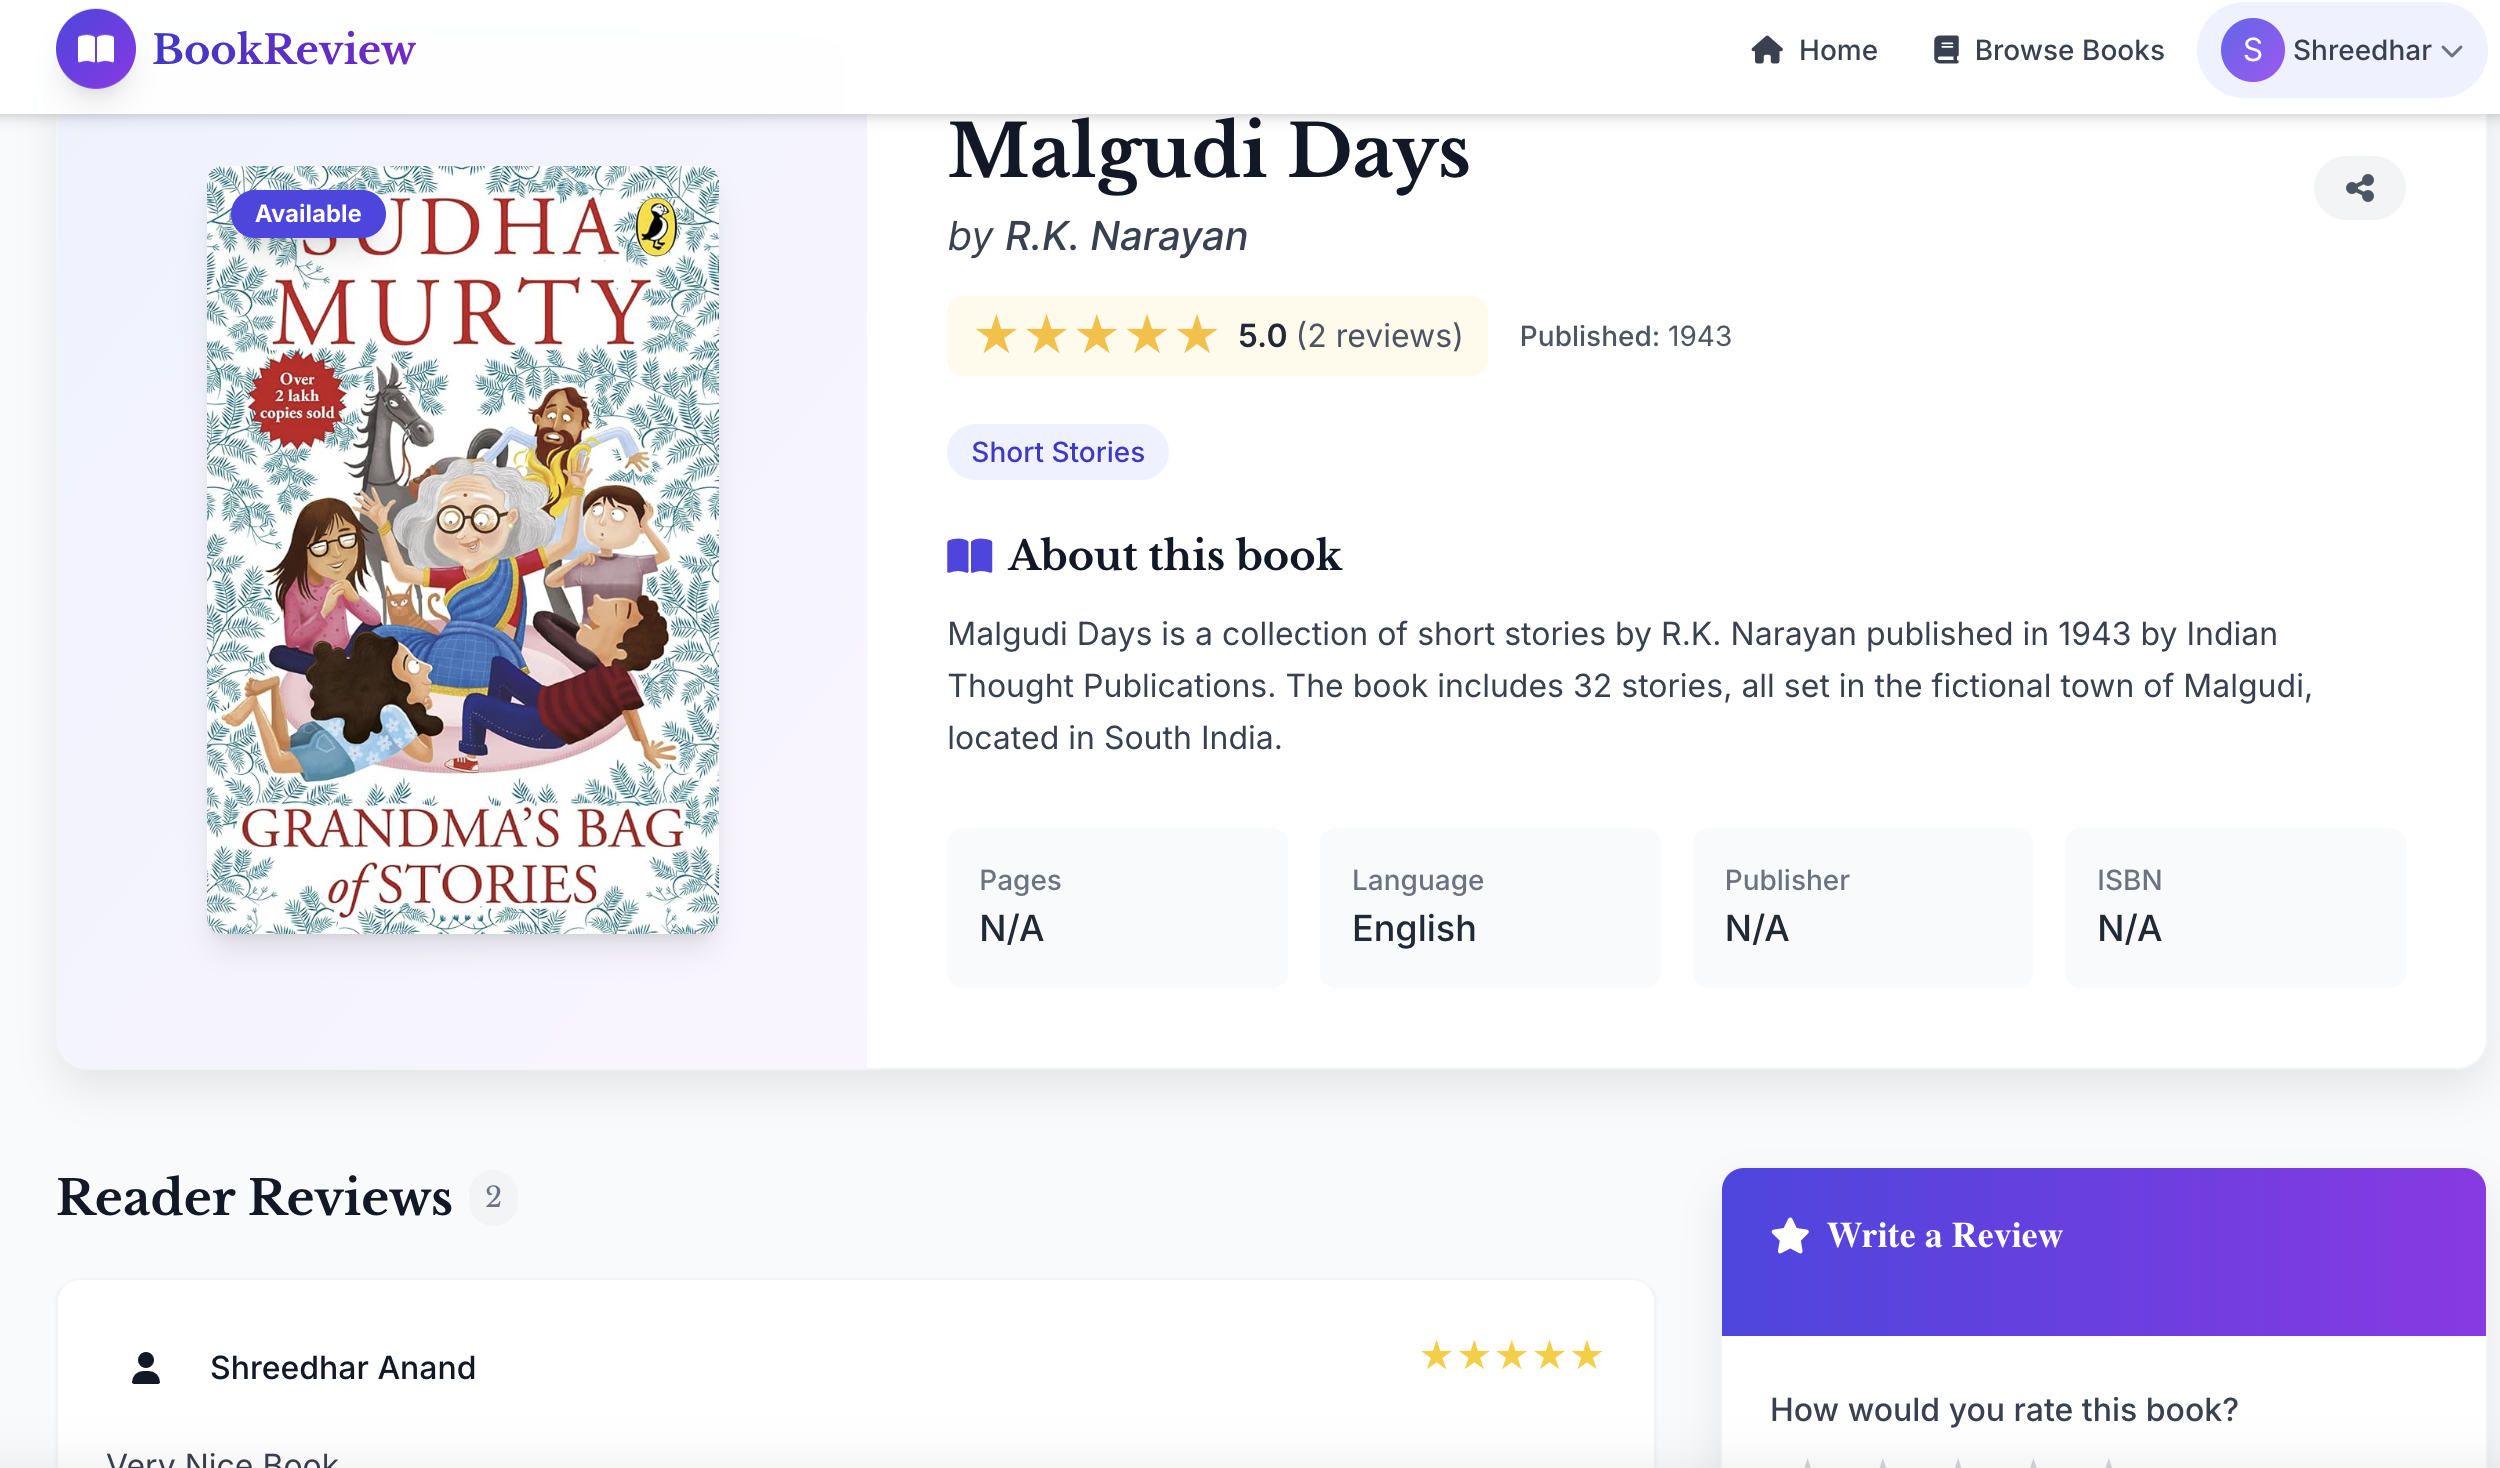 BookReview
Home
Browse Books
S
Shreedhar
Available
SUDHA
MURTY
Over
2 lakh
copies sold
GRANDMA'S BAG
of STORIES
Malgudi Days
by R.K. Narayan
5.0 (2 reviews)
Published: 1943
Short Stories
About this book
Malgudi Days is a collection of short stories by R.K. Narayan published in 1943 by Indian
Thought Publications. The book includes 32 stories, all set in the fictional town of Malgudi,
located in South India.
Pages
N/A
Language
English
Publisher
N/A
ISBN
N/A
Reader Reviews 2
Shreedhar Anand
Very Nice Book
Write a Review
How would you rate this book?